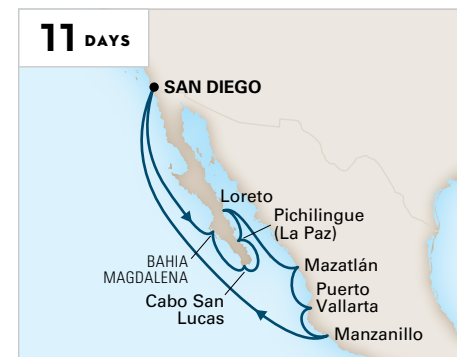 11 DAYS
SAN DIEGO
Loreto
Pichilingue
(La Paz)
BAHIA
MAGDALENA
Mazatlán
Cabo San
Lucas
Puerto
Vallarta
Manzanillo